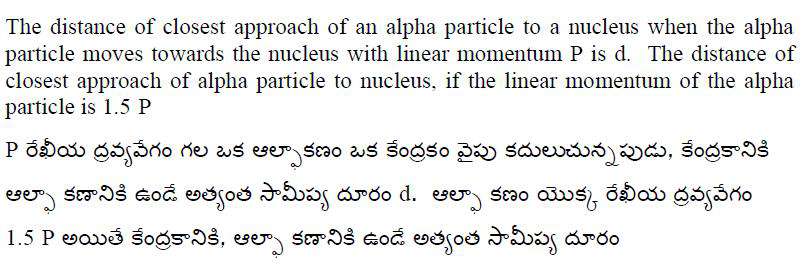 The distance of closest approach of an alpha particle to a nucleus when the alpha
particle moves towards the nucleus with linear momentum P is d. The distance of
closest approach of alpha particle to nucleus, if the linear momentum of the alpha
particle is 1.5 P
P రేఖీయ ద్రవ్యవేగం గల ఒక ఆల్ఫాకణం ఒక కేంద్రకం వైపు కదులుచున్నపుడు, కేంద్రకానికి
ఆల్ఫా కణానికి ఉండే అత్యంత సామీప్య దూరం d. ఆల్ఫా కణం యొక్క రేఖీయ ద్రవ్యవేగం
1.5 P అయితే కేంద్రకానికి, ఆల్ఫా కణానికి ఉండే అత్యంత సామీప్య దూరం